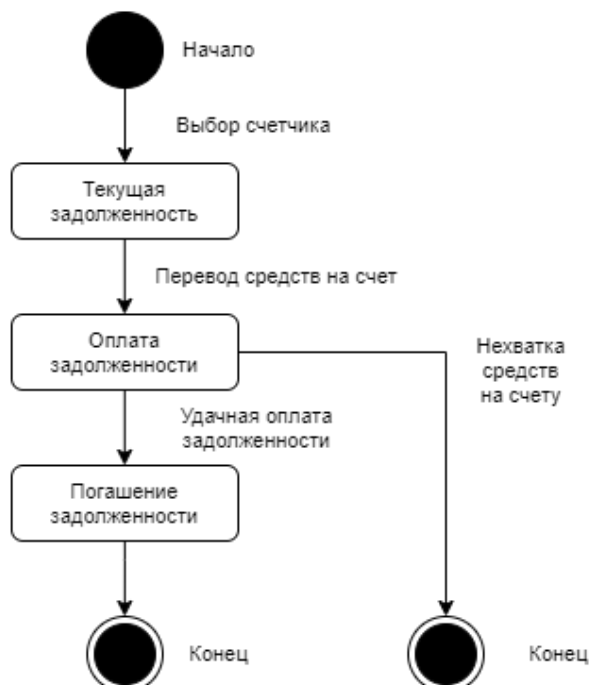 Начало
Выбор счетчика
Текущая
задолженность
Перевод средств на счет
Оплата
задолженности
Нехватка
средств
на счету
Удачная оплата
задолженности
Погашение
задолженности
Конец
Конец